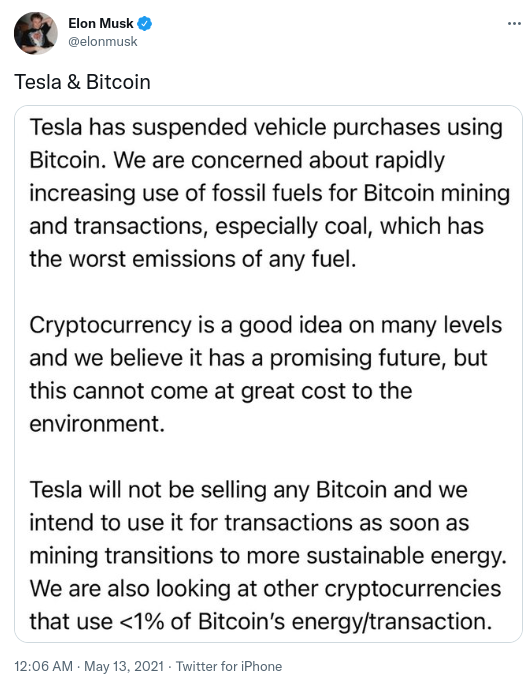 Elon Musk
@elonmusk
Tesla & Bitcoin
Tesla has suspended vehicle purchases using
Bitcoin. We are concerned about rapidly
increasing use of fossil fuels for Bitcoin mining
and transactions, especially coal, which has
the worst emissions of any fuel.
Cryptocurrency is a good idea on many levels
and we believe it has a promising future, but
this cannot come at great cost to the
environment.
Tesla will not be selling any Bitcoin and we
intend to use it for transactions as soon as
mining transitions to more sustainable energy.
We are also looking at other cryptocurrencies
that use <1% of Bitcoin’s energy/transaction.
12:06 AM · May 13, 2021 · Twitter for iPhone